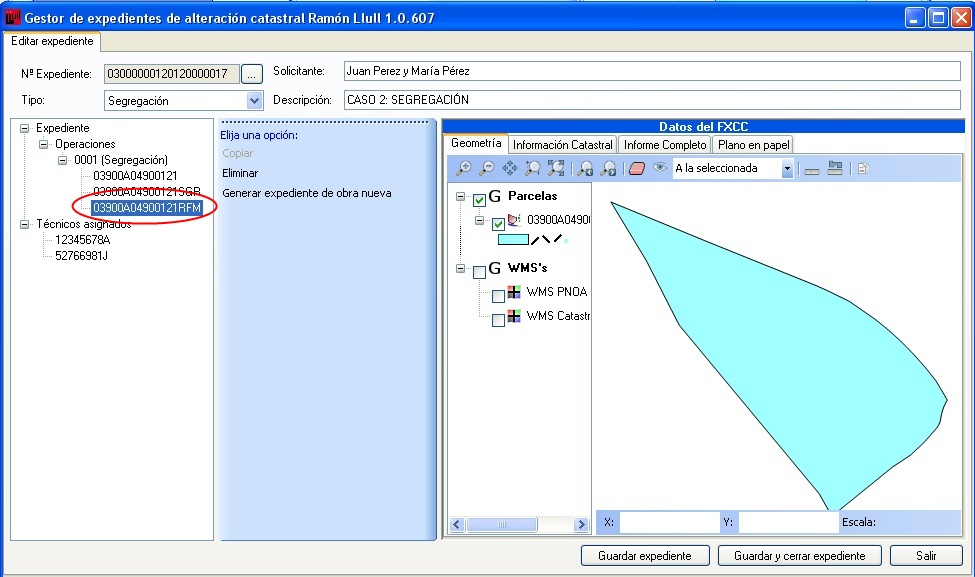 Gestor de expedientes de alteración catastral Ramón Llull 1.0.607
Editar expediente
Nº Expediente: 03000000120120000017 ... Solicitante: Juan Perez y María Pérez
Tipo: Segregación Descripción: CASO 2: SEGREGACIÓN
Expediente
Operaciones
0001 (Segregación)
03900A04900121
03900A04900121SGR
03900A04900121RFM
Técnicos asignados
12345678A
52766981J
Elija una opción:
Copiar
Eliminar
Generar expediente de obra nueva
Datos del FXCC
Geometría Información Catastral Informe Completo Plano en papel
A la seleccionada
G Parcelas
03900A0490
G WMS's
WMS PNOA
WMS Catastr
X: Y: Escala:
Guardar expediente Guardar y cerrar expediente Salir